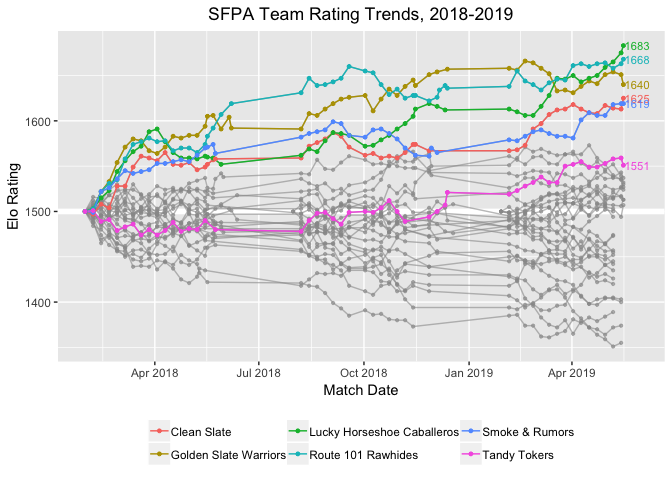 SFPA Team Rating Trends, 2018-2019
Elo Rating
1600
1500
1400
1683
1668
1640
1625
1619
1551
Apr 2018 Jul 2018 Oct 2018 Jan 2019 Apr 2019
Match Date
Clean Slate Lucky Horseshoe Caballeros Smoke & Rumors
Golden Slate Warriors Route 101 Rawhides Tandy Tokers